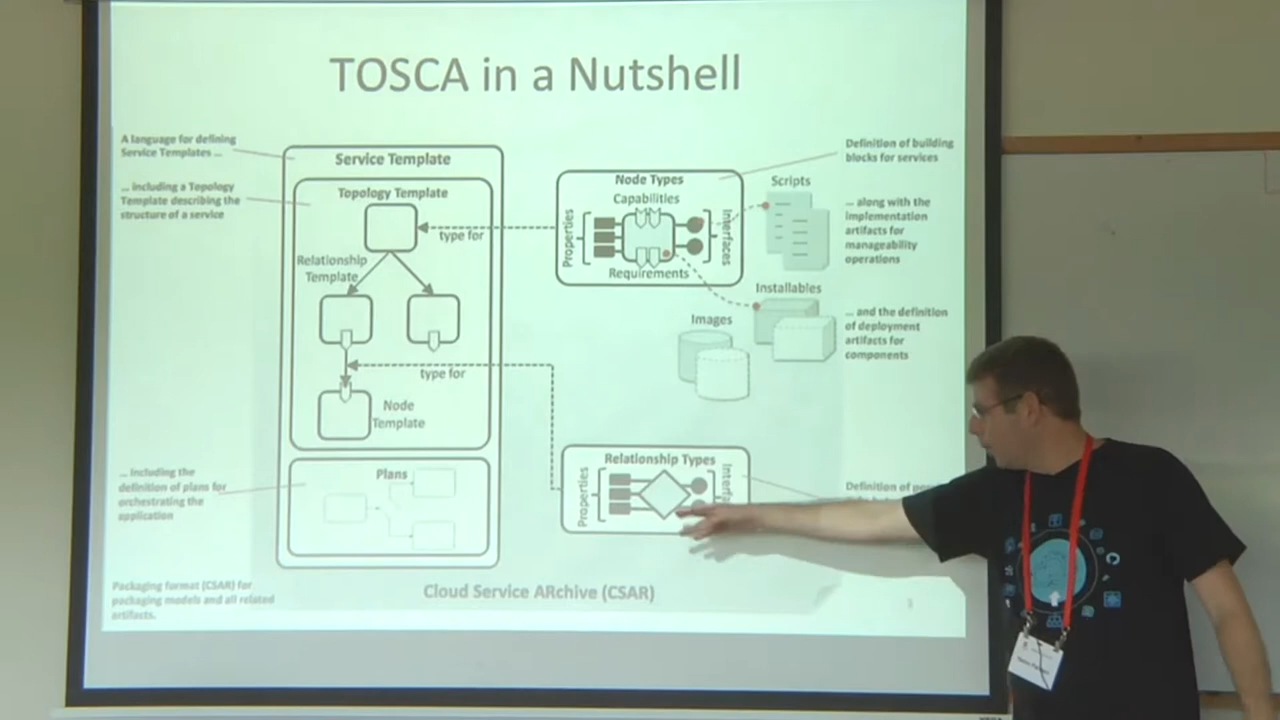 TOSCA in a Nutshell
A language for defining
Service Templates ...
... including a Topology
Template describing the
structure of a service
Service Template
Topology Template
Relationship
Template
type for
type for
Node
Template
Node Types
Capabilities
Properties
Interfaces
Requirements
Definition of building
blocks for services
Scripts
... along with the
implementation
artifacts for
manageability
operations
Installables
Images
... and the definition
of deployment
artifacts for
components
... including the
definition of plans for
orchestrating the
application
Plans
Relationship Types
Properties
Definition of
Packaging format (CSAR) for
packaging models and all related
artifacts.
Cloud Service ARchive (CSAR)
3